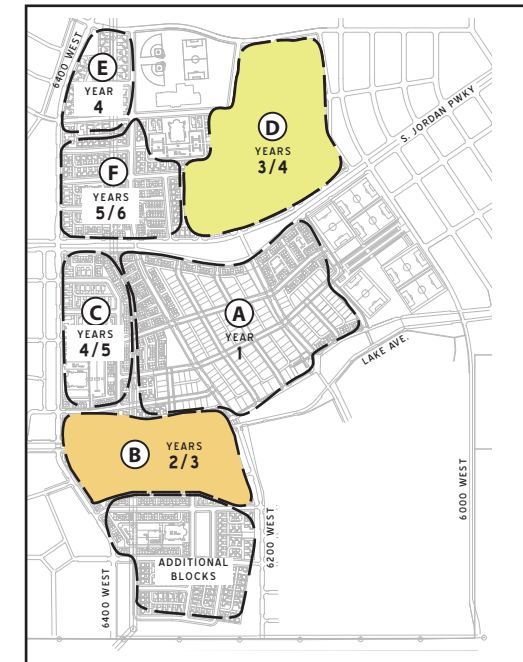 6400 WEST
E
YEAR
4
D
YEARS
3/4
S. JORDAN PWKY
F
YEARS
5/6
C
YEARS
4/5
A
YEAR
1
LAKE AVE.
B
YEARS
2/3
6000 WEST
6200 WEST
ADDITIONAL
BLOCKS
6400 WEST